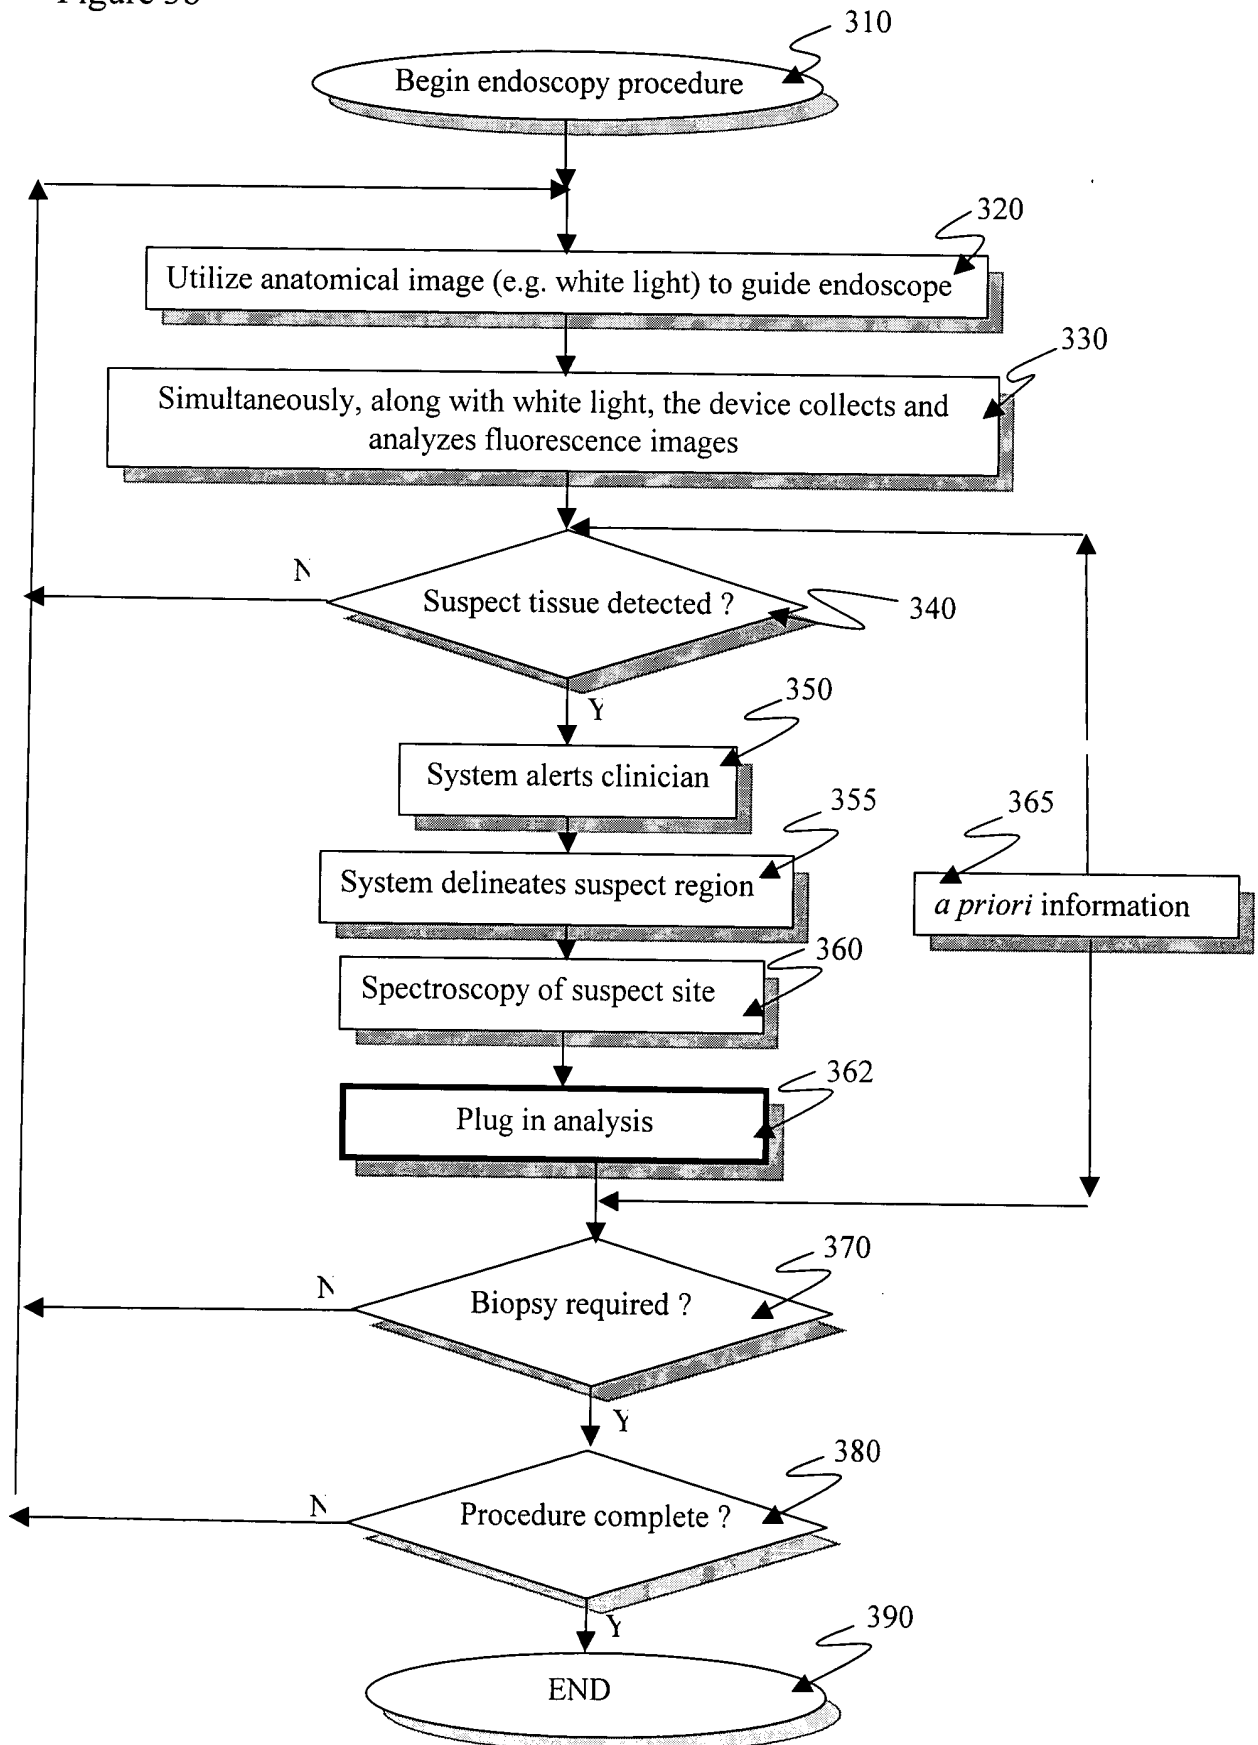 Figure 3b
310
Begin endoscopy procedure
320
Utilize anatomical image (e.g. white light) to guide endoscope
330
Simultaneously, along with white light, the device collects and
analyzes fluorescence images
N
Suspect tissue detected ?
340
Y
350
System alerts clinician
355
365
System delineates suspect region
a priori information
360
Spectroscopy of suspect site
362
Plug in analysis
370
N
Biopsy required ?
Y
380
N
Procedure complete ?
Y
390
END